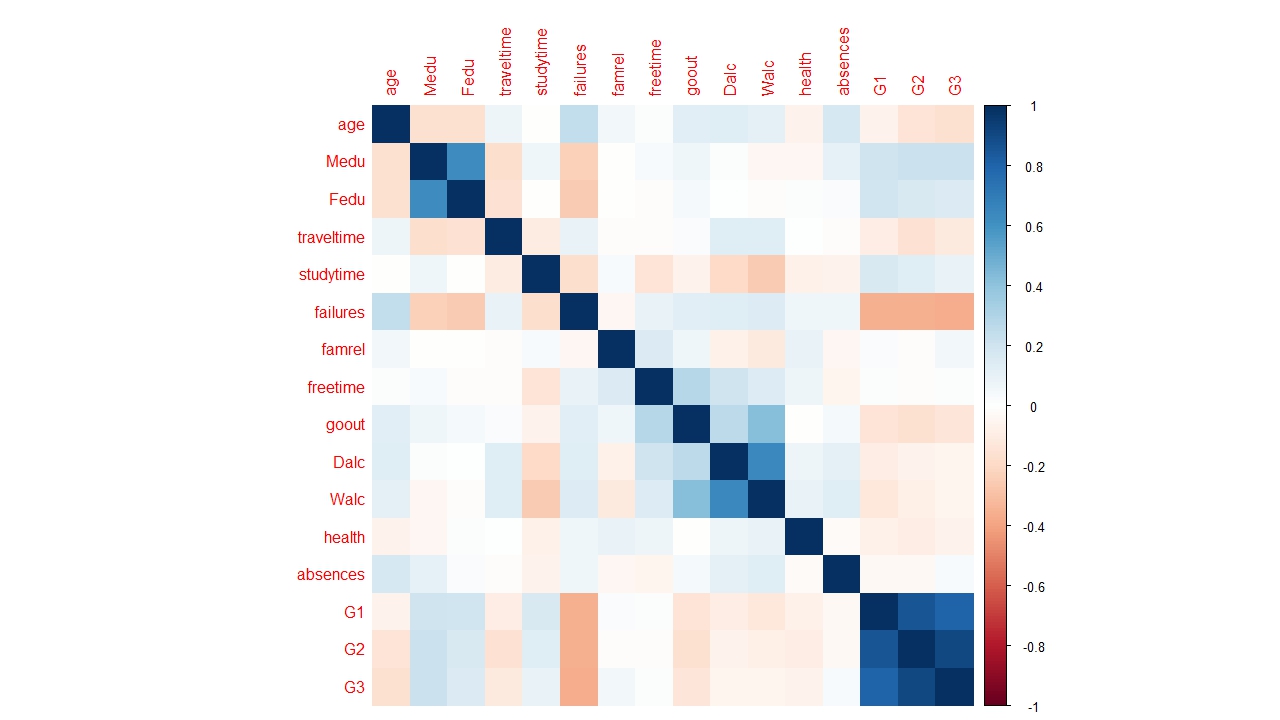 age Medu Fedu traveltime studytime failures famrel freetime goout Dalc Walc health absences G1 G2 G3
age
Medu
Fedu
traveltime
studytime
failures
famrel
freetime
goout
Dalc
Walc
health
absences
G1
G2
G3
1
0.8
0.6
0.4
0.2
0
-0.2
-0.4
-0.6
-0.8
-1